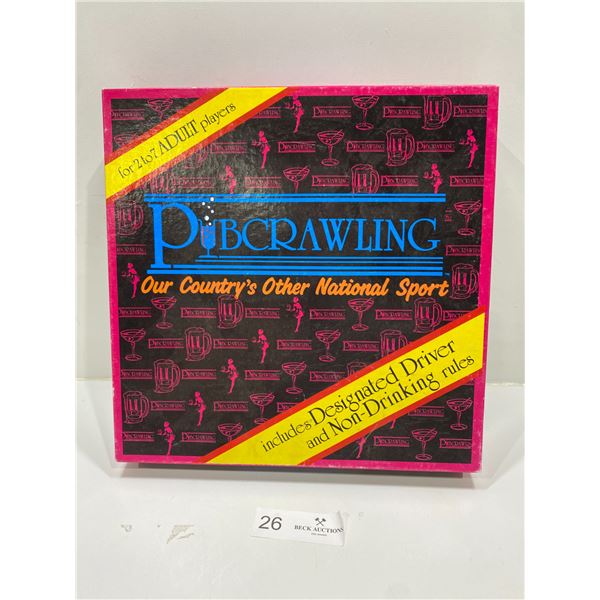 for 2 to 7 ADULT players
PUBCRAWLING
Our Country's Other National Sport
includes Designated Driver
and Non-Drinking rules
26
BECK AUCTIONS